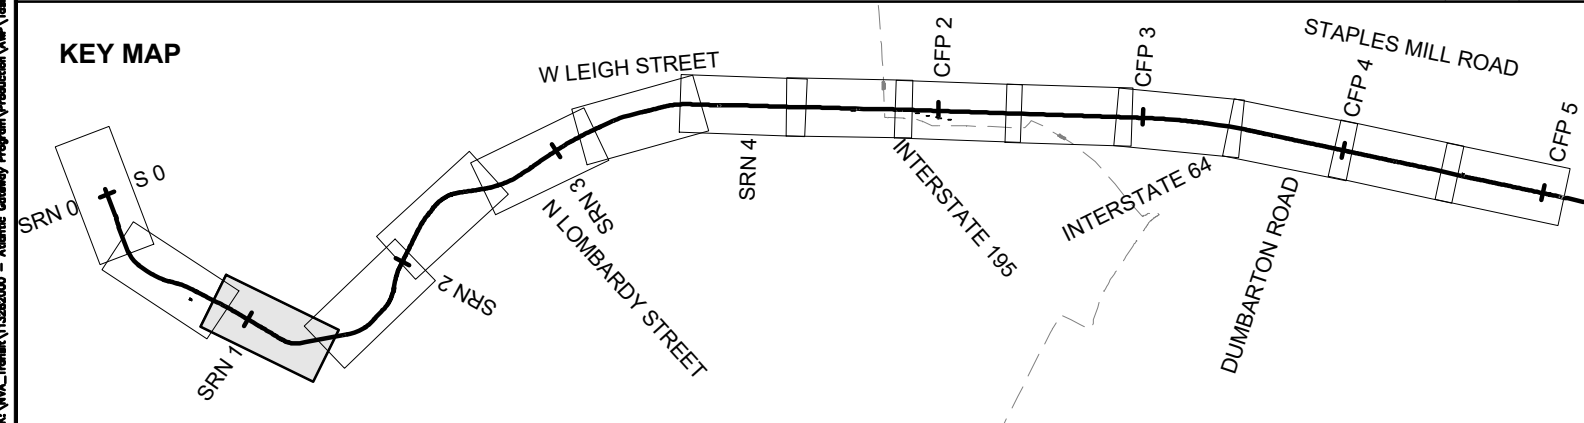 KEY MAP
SRN 0
S 0
SRN 1
SRN 2
W LEIGH STREET
SRN 3
N LOMBARDY STREET
SRN 4
CFP 2
INTERSTATE 195
CFP 3
INTERSTATE 64
STAPLES MILL ROAD
CFP 4
DUMBARTON ROAD
CFP 5